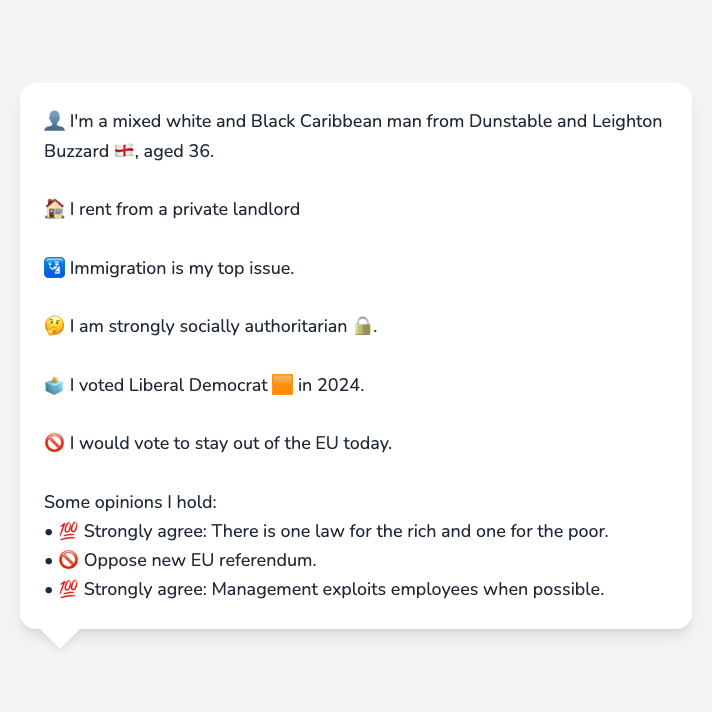 👤 I'm a mixed white and Black Caribbean man from Dunstable and Leighton
Buzzard 🏴󠁧󠁢󠁥󠁮󠁧󠁿, aged 36.
🏠 I rent from a private landlord
🛂 Immigration is my top issue.
🤔 I am strongly socially authoritarian 🔒.
🗳️ I voted Liberal Democrat 🟧 in 2024.
🚫 I would vote to stay out of the EU today.
Some opinions I hold:
• 💯 Strongly agree: There is one law for the rich and one for the poor.
• 🚫 Oppose new EU referendum.
• 💯 Strongly agree: Management exploits employees when possible.